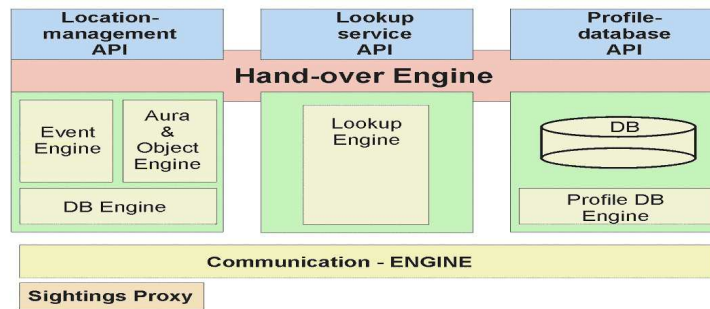 Location-
management
API
Lookup
service
API
Profile-
database
API
Hand-over Engine
Event
Engine
Aura
&
Object
Engine
DB Engine
Lookup
Engine
DB
Profile DB
Engine
Communication - ENGINE
Sightings Proxy